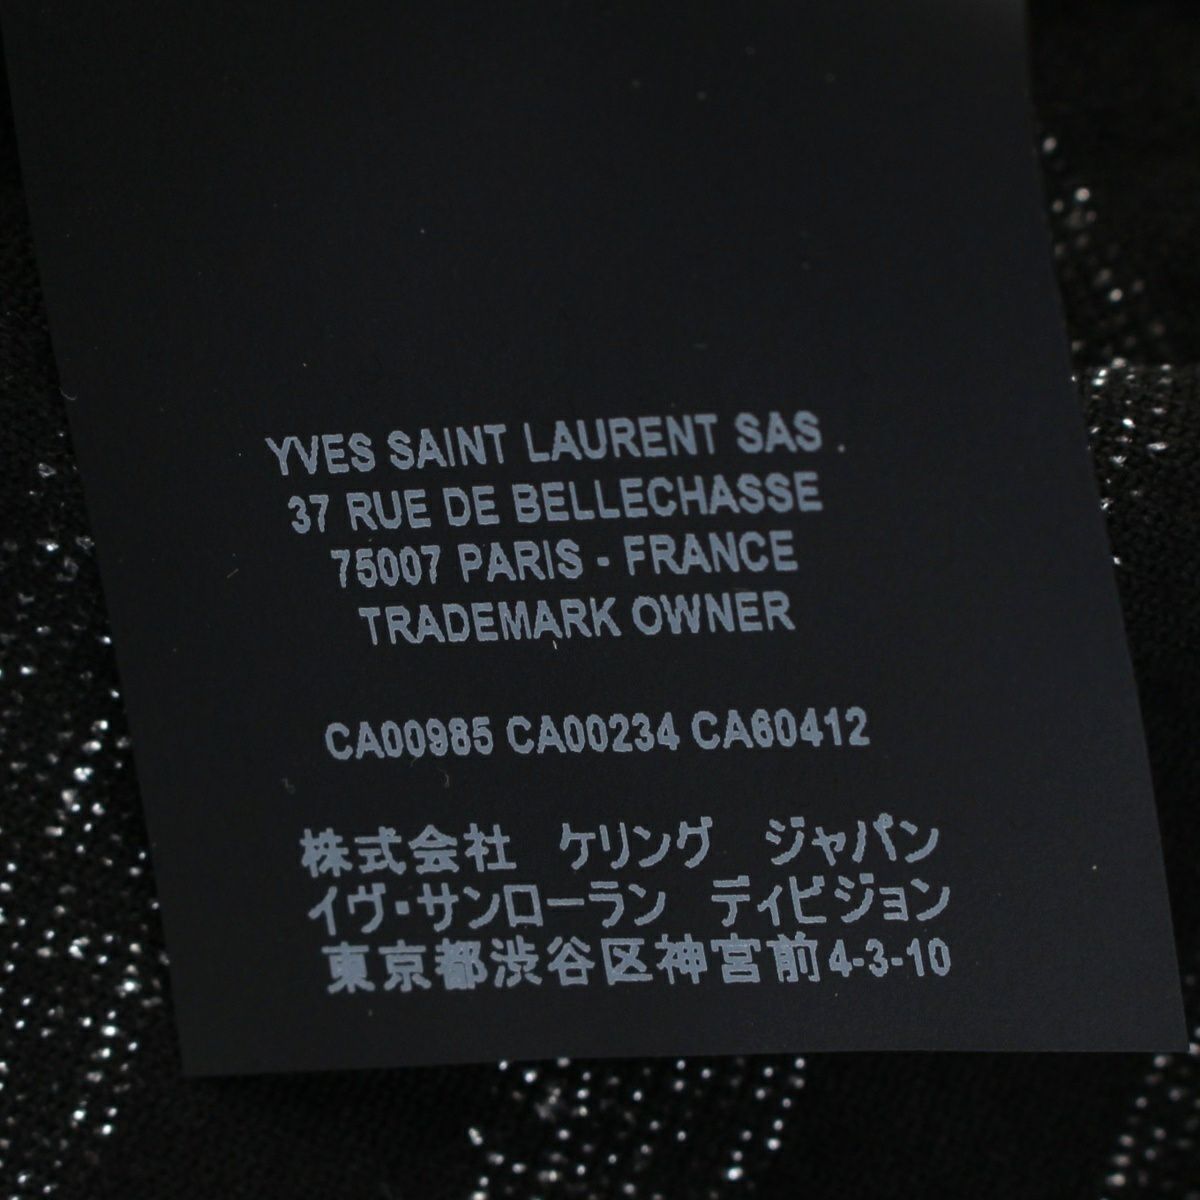 YVES SAINT LAURENT SAS
37 RUE DE BELLECHASSE
75007 PARIS - FRANCE
TRADEMARK OWNER
CA00985 CA00234 CA60412
株式会社　ケリング　ジャパン
イヴ・サンローラン　ディビジョン
東京都渋谷区神宮前4-3-10